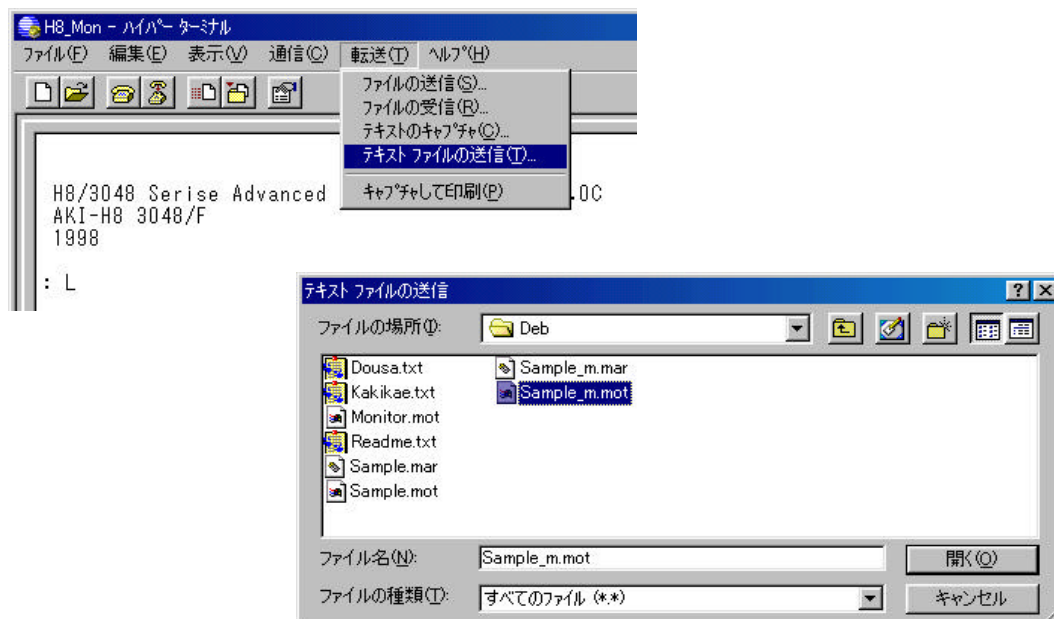 H8_Mon - ハイパー ターミナル
ファイル(F) 編集(E) 表示(V) 通信(C) 転送(T) ヘルプ(H)
ファイルの送信(S)...
ファイルの受信(R)...
テキストのキャプチャ(C)...
テキスト ファイルの送信(T)...
キャプチャして印刷(P)
H8/3048 Serise Advanced .0C
AKI-H8 3048/F
1998
: L
テキスト ファイルの送信
ファイルの場所(I):
Deb
Dousa.txt
Kakikae.txt
Monitor.mot
Readme.txt
Sample.mar
Sample.mot
Sample_m.mar
Sample_m.mot
ファイル名(N): Sample_m.mot 開く(O)
ファイルの種類(T): すべてのファイル (*.*) キャンセル